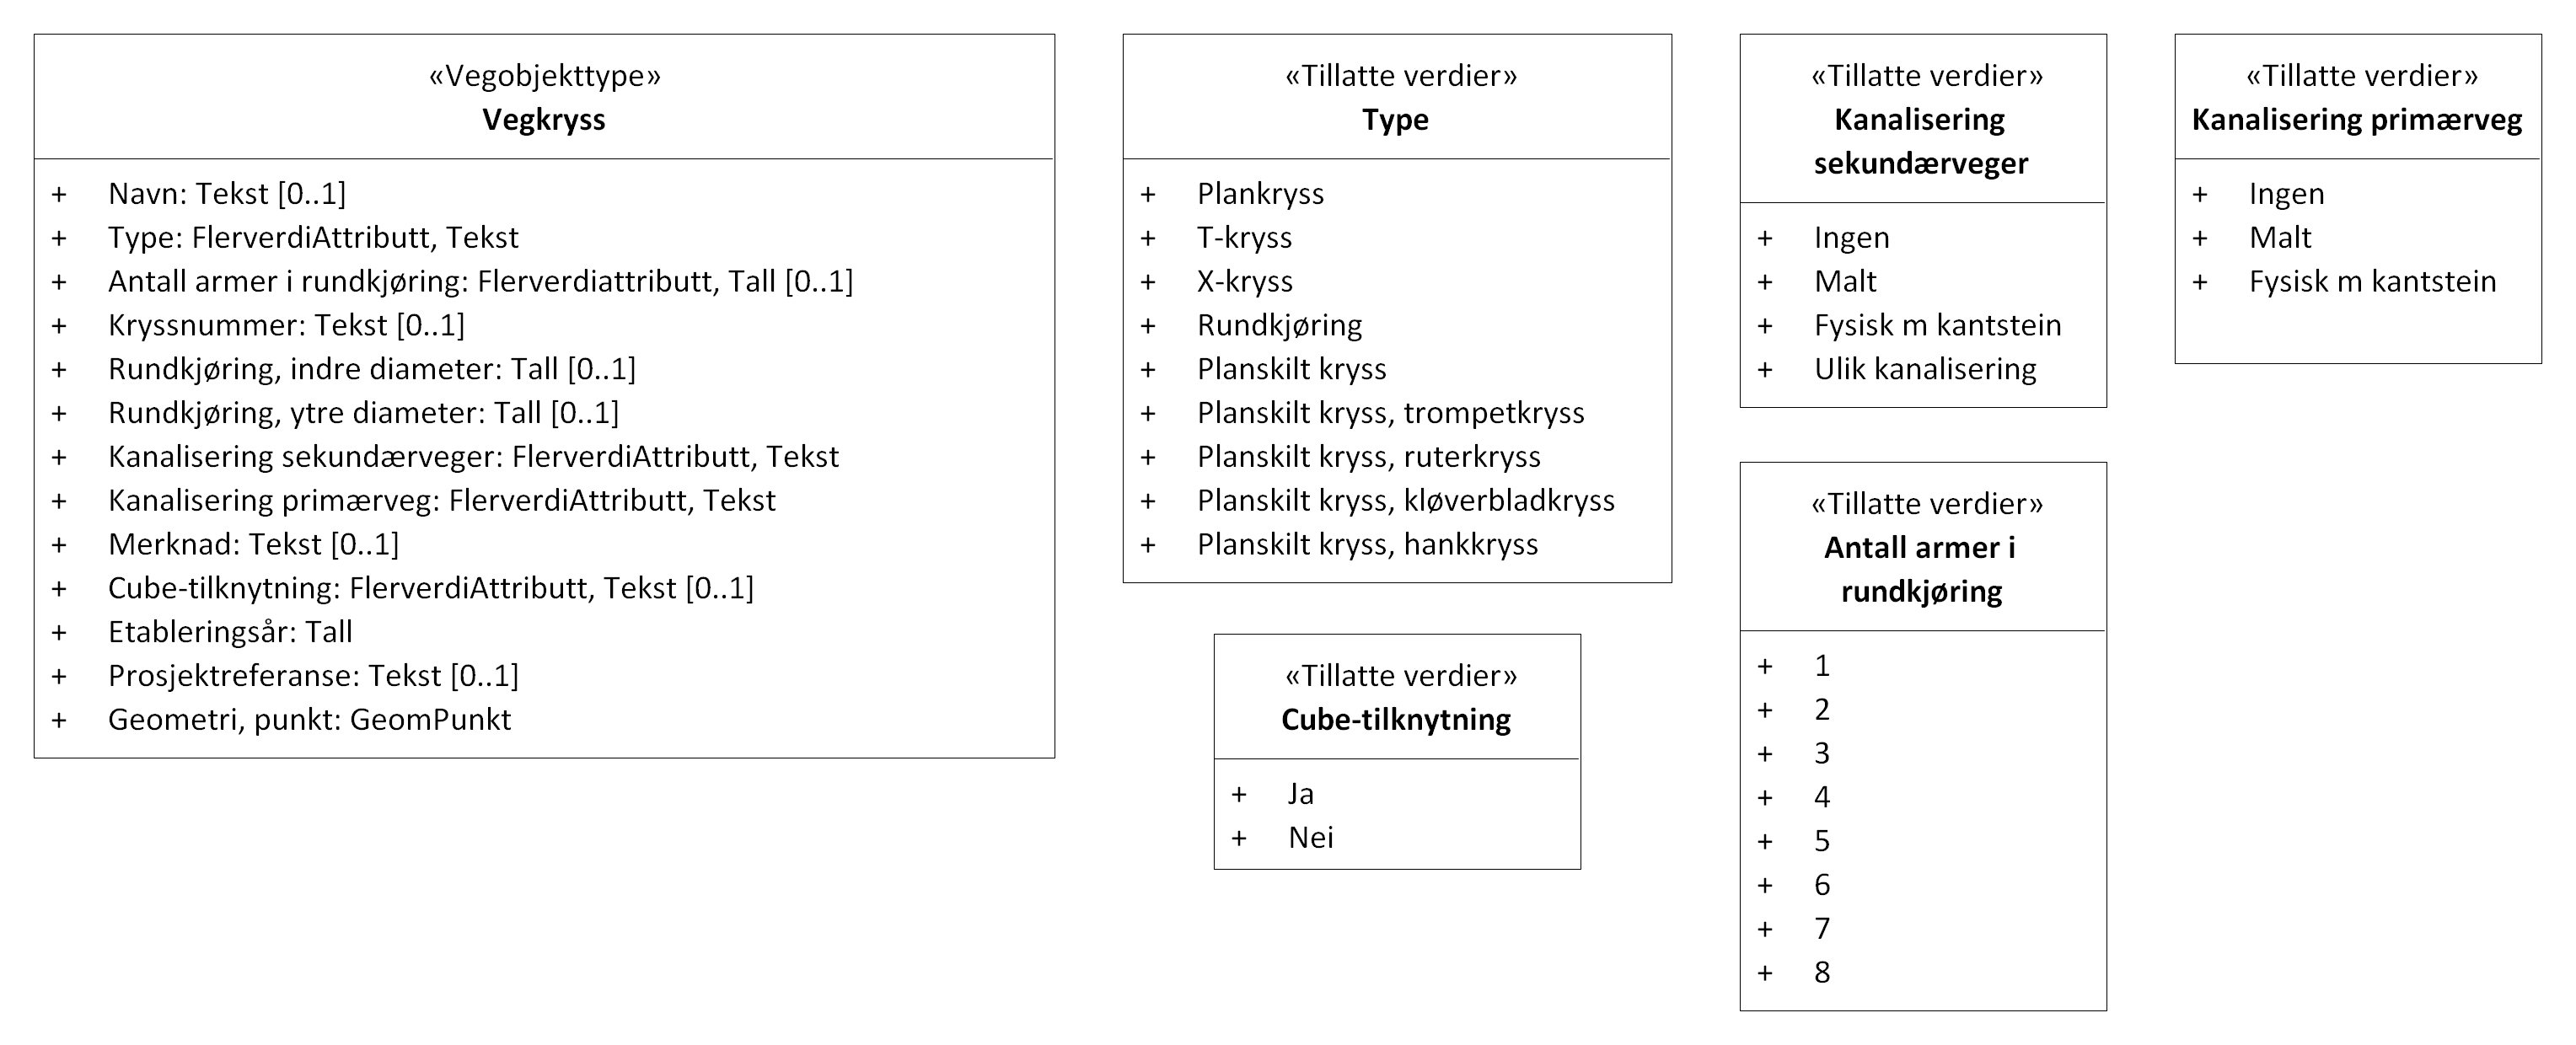 «Vegobjekttype»
Vegkryss
+ Navn: Tekst [0..1]
+ Type: FlerverdiAttributt, Tekst
+ Antall armer i rundkjøring: Flerverdiattributt, Tall [0..1]
+ Kryssnummer: Tekst [0..1]
+ Rundkjøring, indre diameter: Tall [0..1]
+ Rundkjøring, ytre diameter: Tall [0..1]
+ Kanalisering sekundærveger: FlerverdiAttributt, Tekst
+ Kanalisering primærveg: FlerverdiAttributt, Tekst
+ Merknad: Tekst [0..1]
+ Cube-tilknytning: FlerverdiAttributt, Tekst [0..1]
+ Etableringsår: Tall
+ Prosjektreferanse: Tekst [0..1]
+ Geometri, punkt: GeomPunkt
«Tillatte verdier»
Type
+ Plankryss
+ T-kryss
+ X-kryss
+ Rundkjøring
+ Planskilt kryss
+ Planskilt kryss, trompetkryss
+ Planskilt kryss, ruterkryss
+ Planskilt kryss, kløverbladkryss
+ Planskilt kryss, hankkryss
«Tillatte verdier»
Cube-tilknytning
+ Ja
+ Nei
«Tillatte verdier»
Kanalisering
sekundærveger
+ Ingen
+ Malt
+ Fysisk m kantstein
+ Ulik kanalisering
«Tillatte verdier»
Antall armer i
rundkjøring
+ 1
+ 2
+ 3
+ 4
+ 5
+ 6
+ 7
+ 8
«Tillatte verdier»
Kanalisering primærveg
+ Ingen
+ Malt
+ Fysisk m kantstein